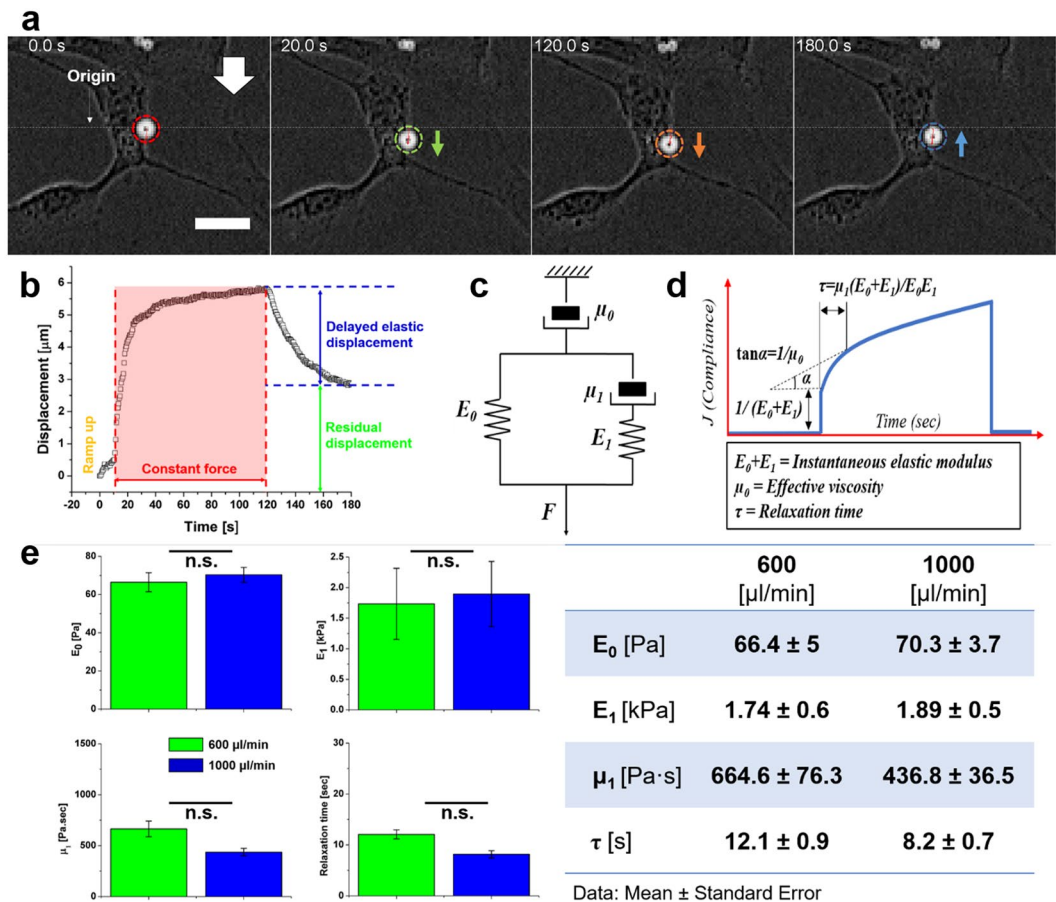 a
0.0 s
20.0 s
120.0 s
180.0 s
Origin
b
Displacement [µm]
6
5
4
3
2
1
0
Ramp up
Constant force
Delayed elastic
displacement
Residual
displacement
-20 0 20 40 60 80 100 120 140 160 180
Time [s]
c
μ₀
E₀
μ₁
E₁
F
d
J (Compliance)
τ=μ₁(E₀+E₁)/E₀E₁
tanα=1/μ₀
α
1/(E₀+E₁)
Time (sec)
E₀+E₁ = Instantaneous elastic modulus
μ₀ = Effective viscosity
τ = Relaxation time
e
E₀ [Pa]
80
60
40
20
0
n.s.
E₁ [kPa]
2.5
2.0
1.5
1.0
0.5
0.0
n.s.
μ₁ [Pa.sec]
1500
1000
500
0
600 µl/min
1000 µl/min
n.s.
Relaxation time [sec]
30
20
10
0
n.s.
600 1000
[µl/min] [µl/min]
E₀ [Pa] 66.4 ± 5 70.3 ± 3.7
E₁ [kPa] 1.74 ± 0.6 1.89 ± 0.5
μ₁ [Pa·s] 664.6 ± 76.3 436.8 ± 36.5
τ [s] 12.1 ± 0.9 8.2 ± 0.7
Data: Mean ± Standard Error